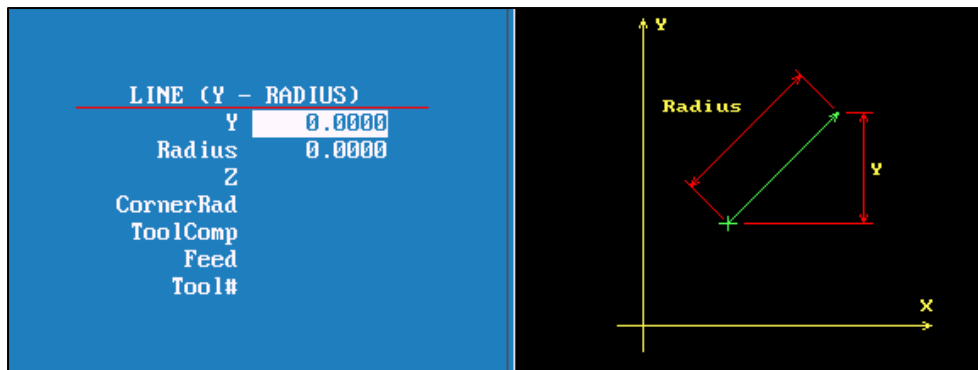 LINE (Y - RADIUS)
Y 0.0000
Radius 0.0000
Z
CornerRad
ToolComp
Feed
Tool#
Y
Radius
Y
X